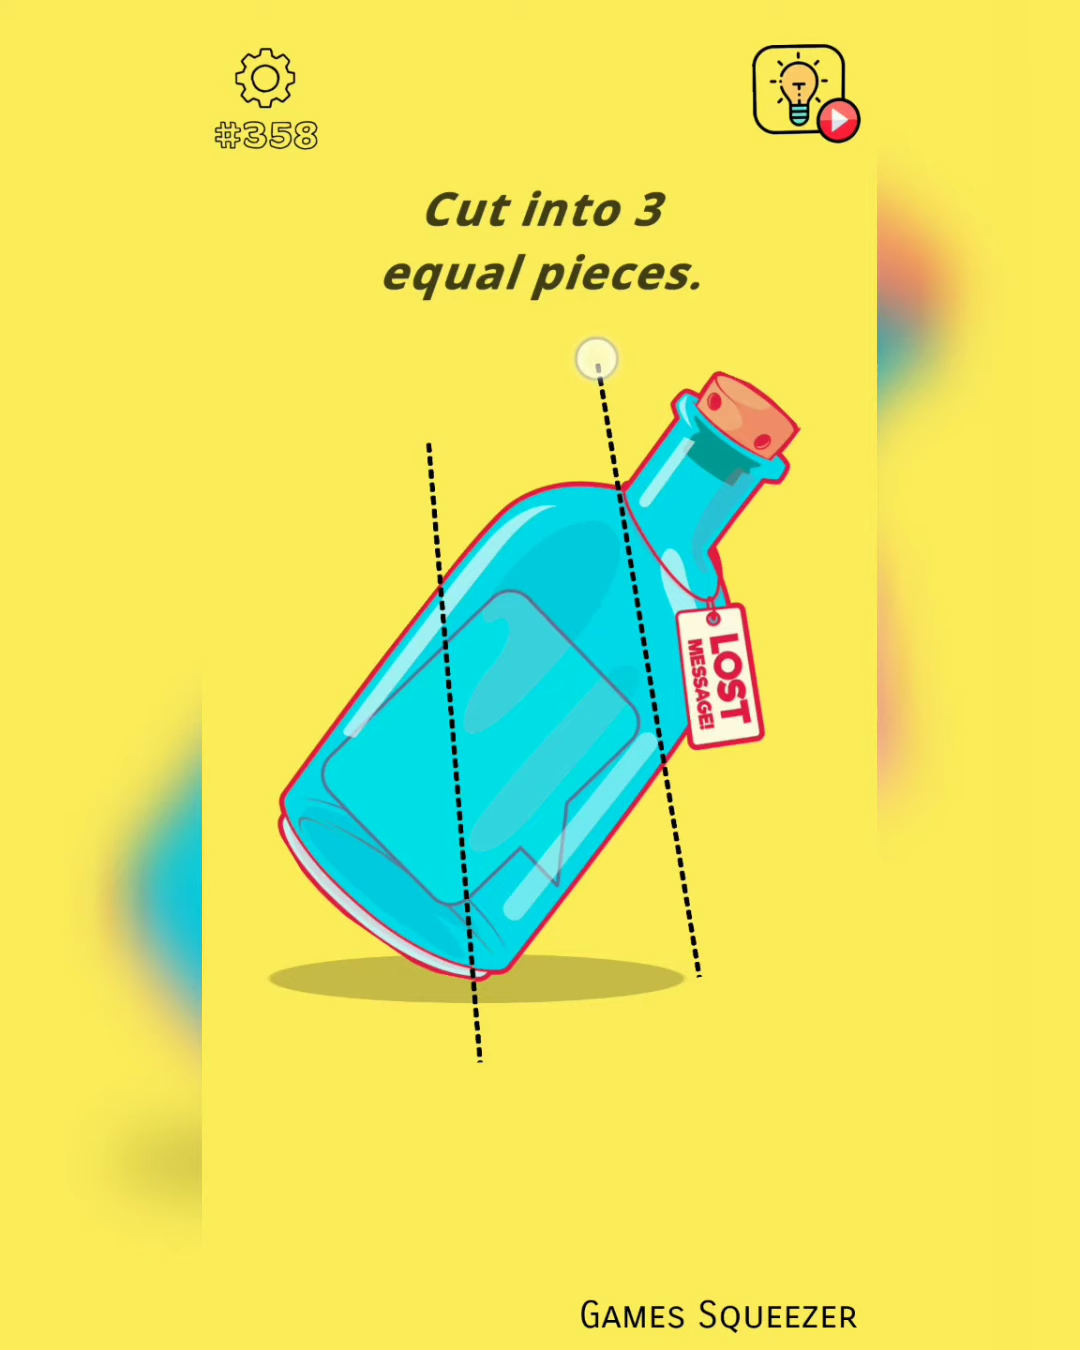 #358
Cut into 3
equal pieces.
LOST
MESSAGE!
Games Squeezer